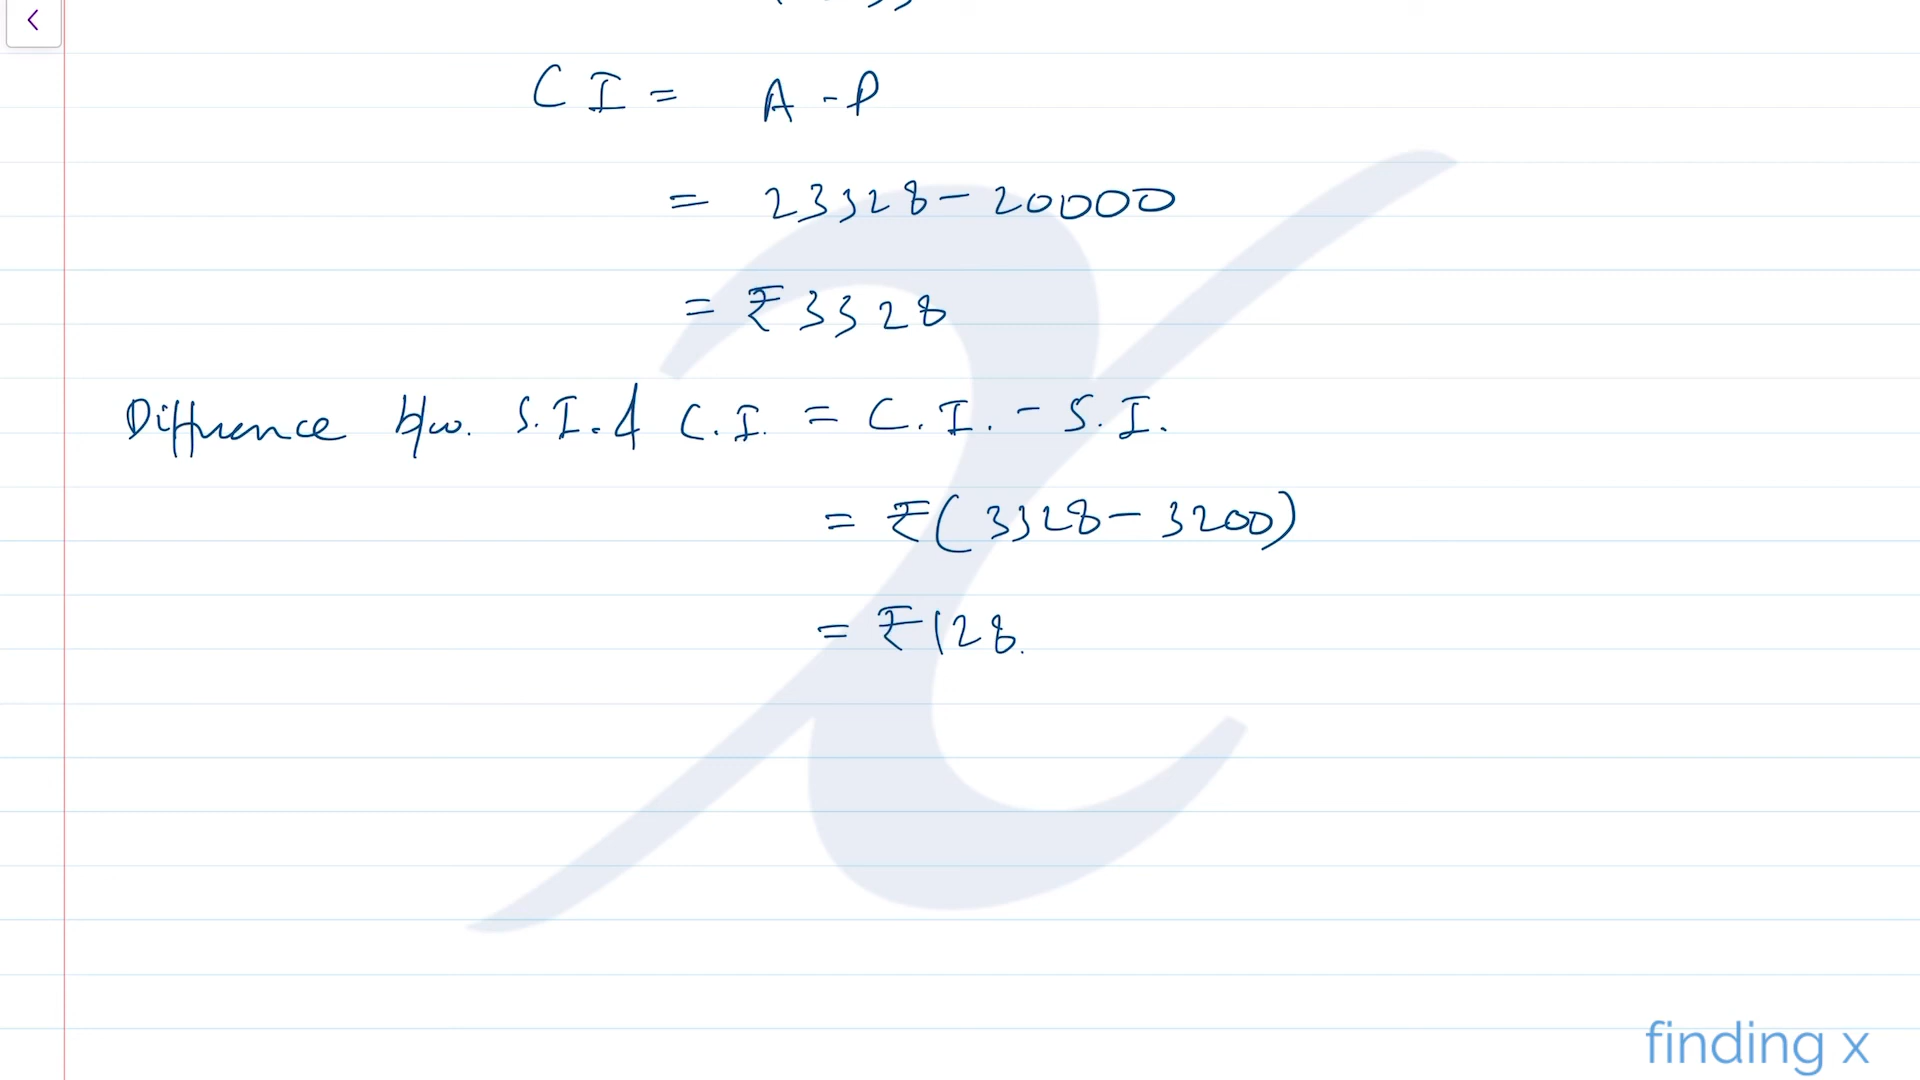 C I = A - P
= 23328 - 20000
= ₹ 3328
Difference b/w. S.I. & C.I. = C.I. - S.I.
= ₹ ( 3328 - 3200 )
= ₹ 128.
finding x